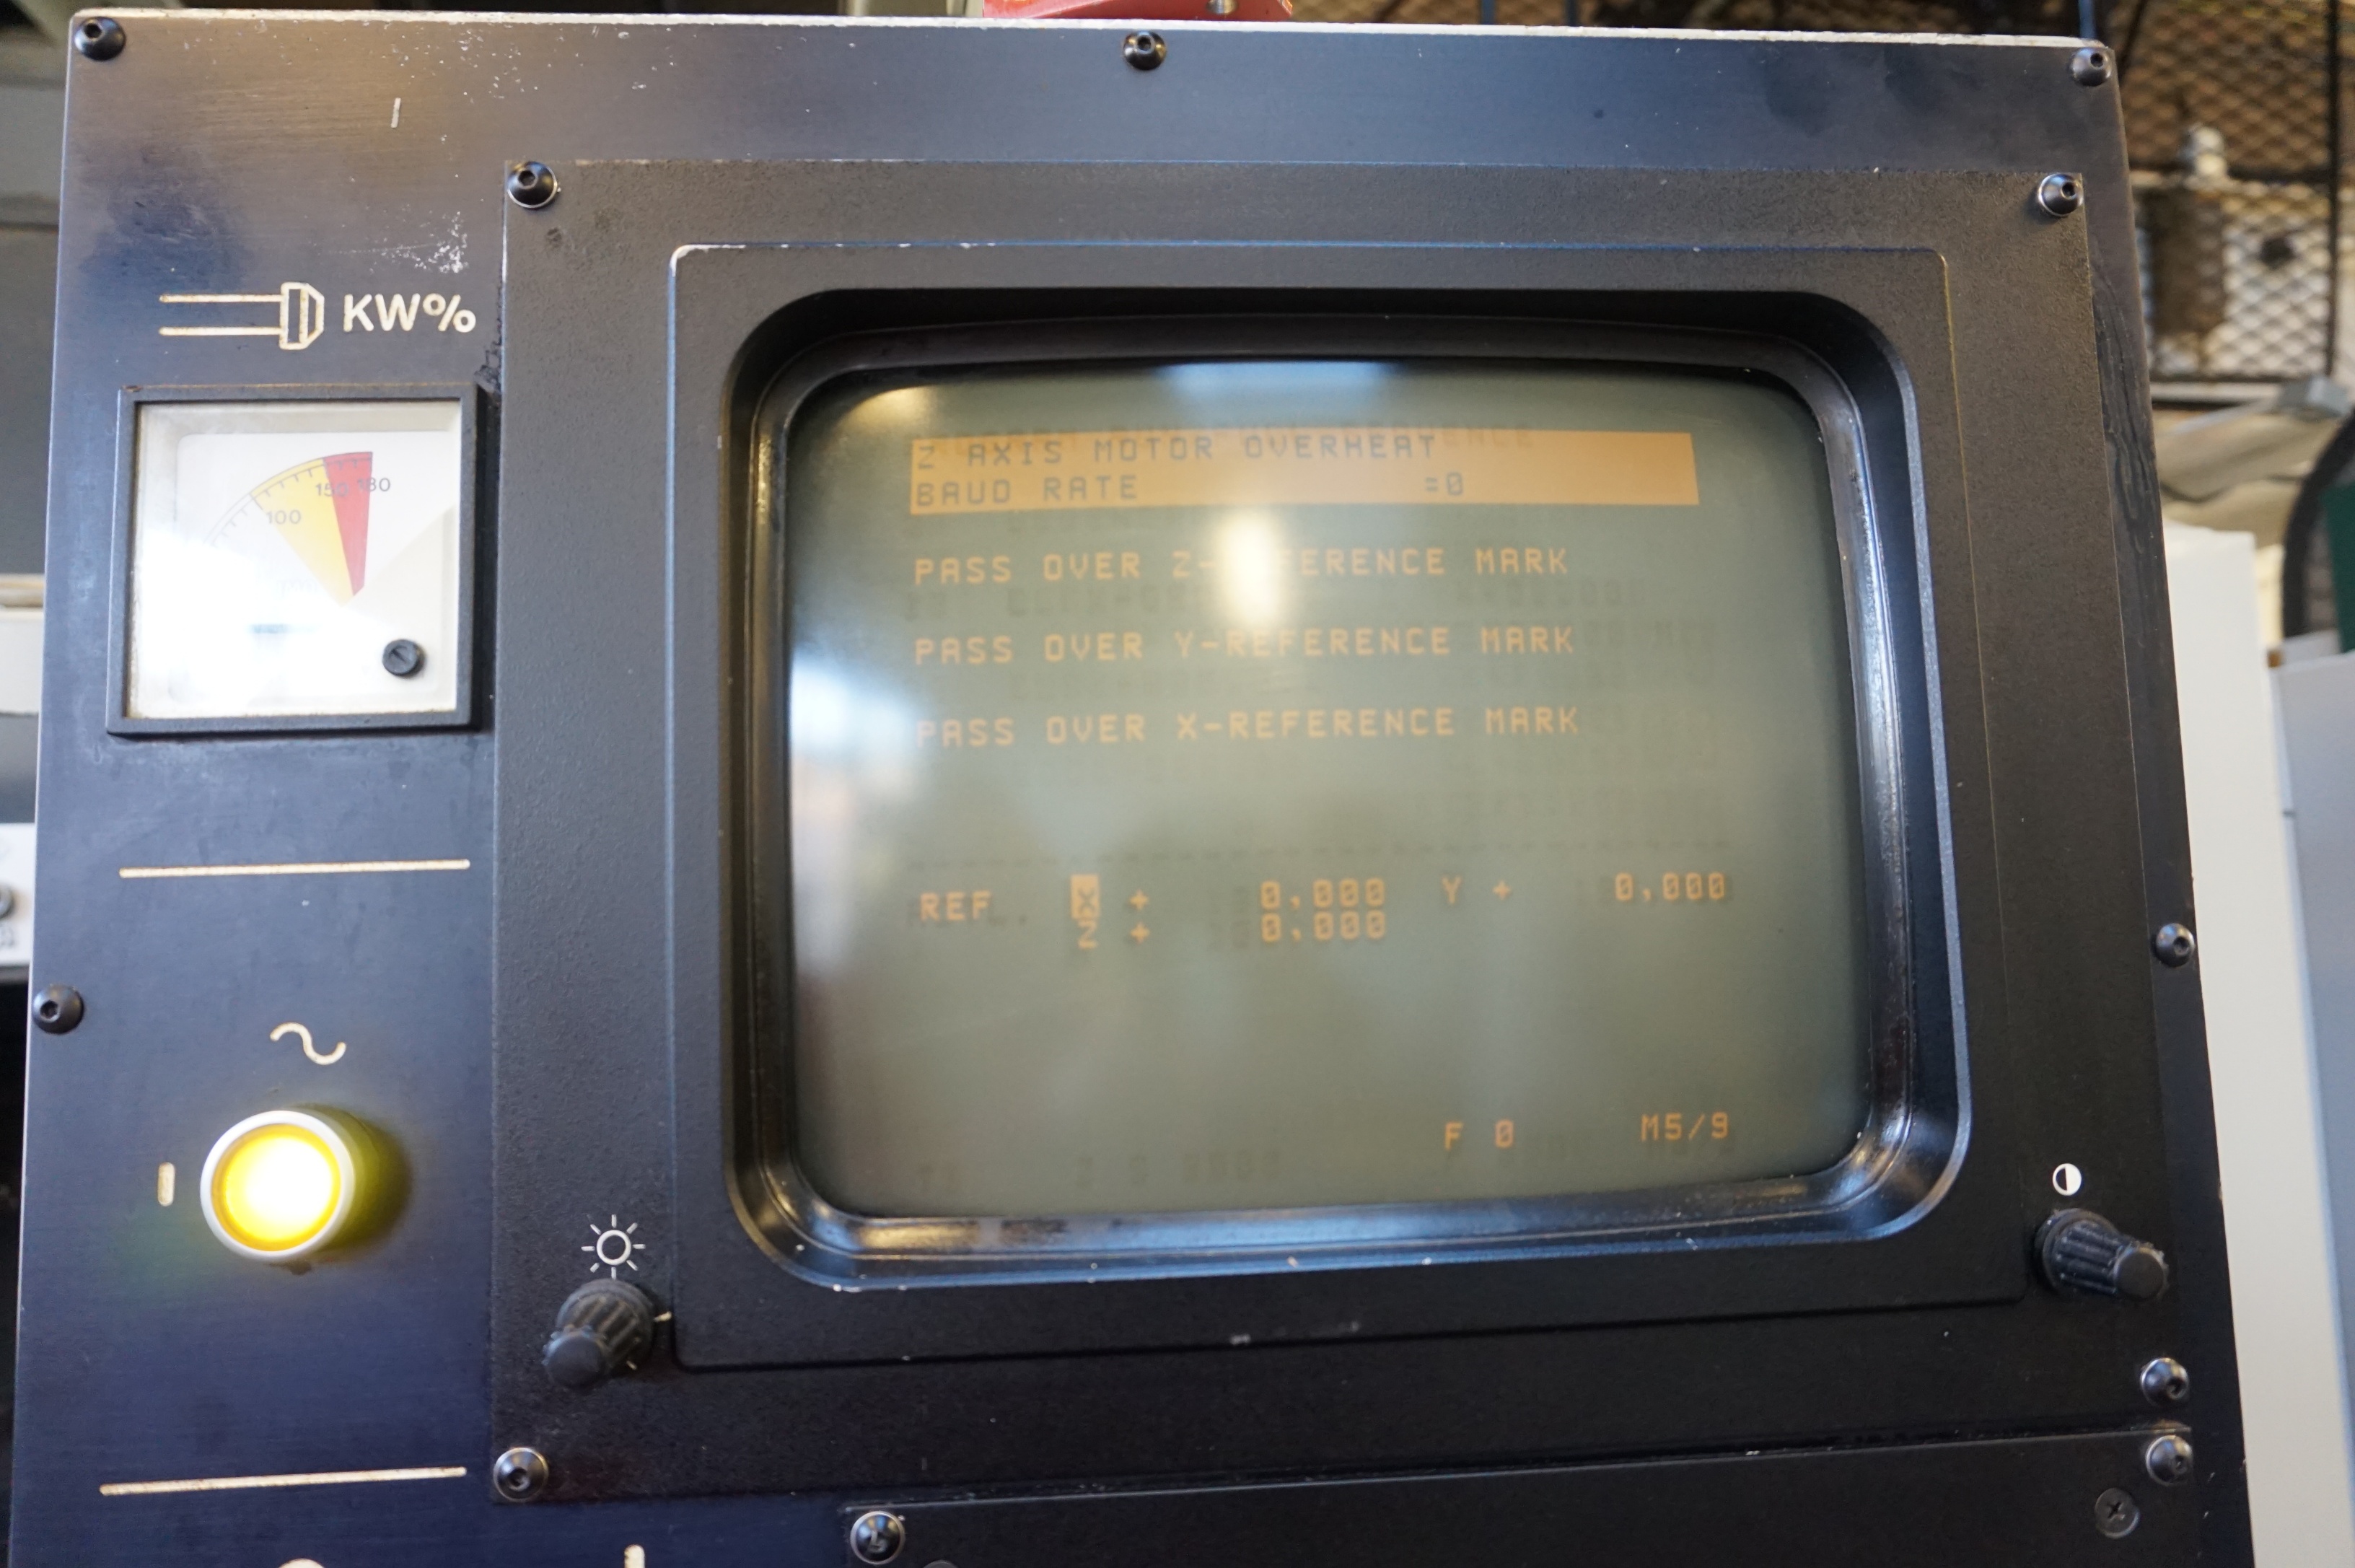 KW%
100 150 180
Z AXIS MOTOR OVERHEAT
BAUD RATE =0
PASS OVER Z-REFERENCE MARK
PASS OVER Y-REFERENCE MARK
PASS OVER X-REFERENCE MARK
REF X + 0,000 Y + 0,000
Z + 0,000
F 0 M5/9